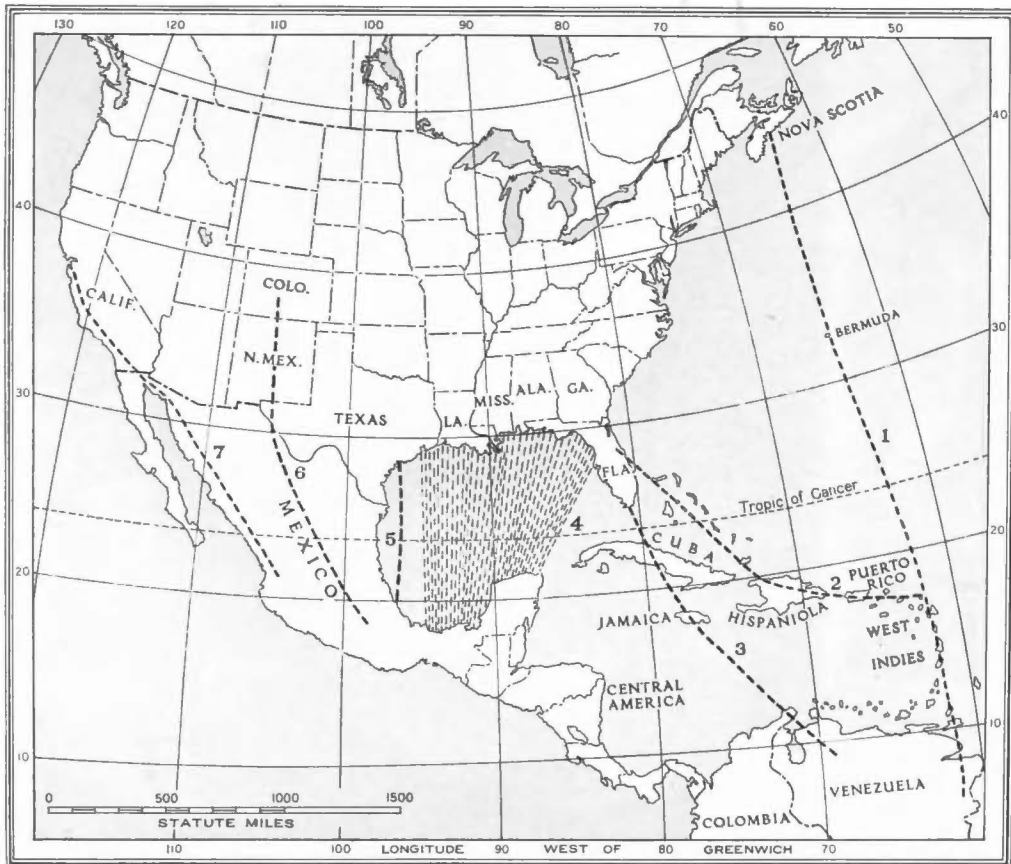 130 120 110 100 90 80 70 60 50
NOVA SCOTIA
40
40
COLO.
CALIF.
BERMUDA
30
N. MEX.
MISS.
ALA.
GA.
30
TEXAS
LA.
1
7
6
FLA.
Tropic of Cancer
MEXICO
5
4
CUBA
20
20
2
PUERTO
RICO
JAMAICA
HISPANIOLA
WEST
3
INDIES
CENTRAL
AMERICA
10
10
VENEZUELA
0 500 1000 1500
STATUTE MILES
COLOMBIA
110 100 LONGITUDE 90 WEST OF 80 GREENWICH 70